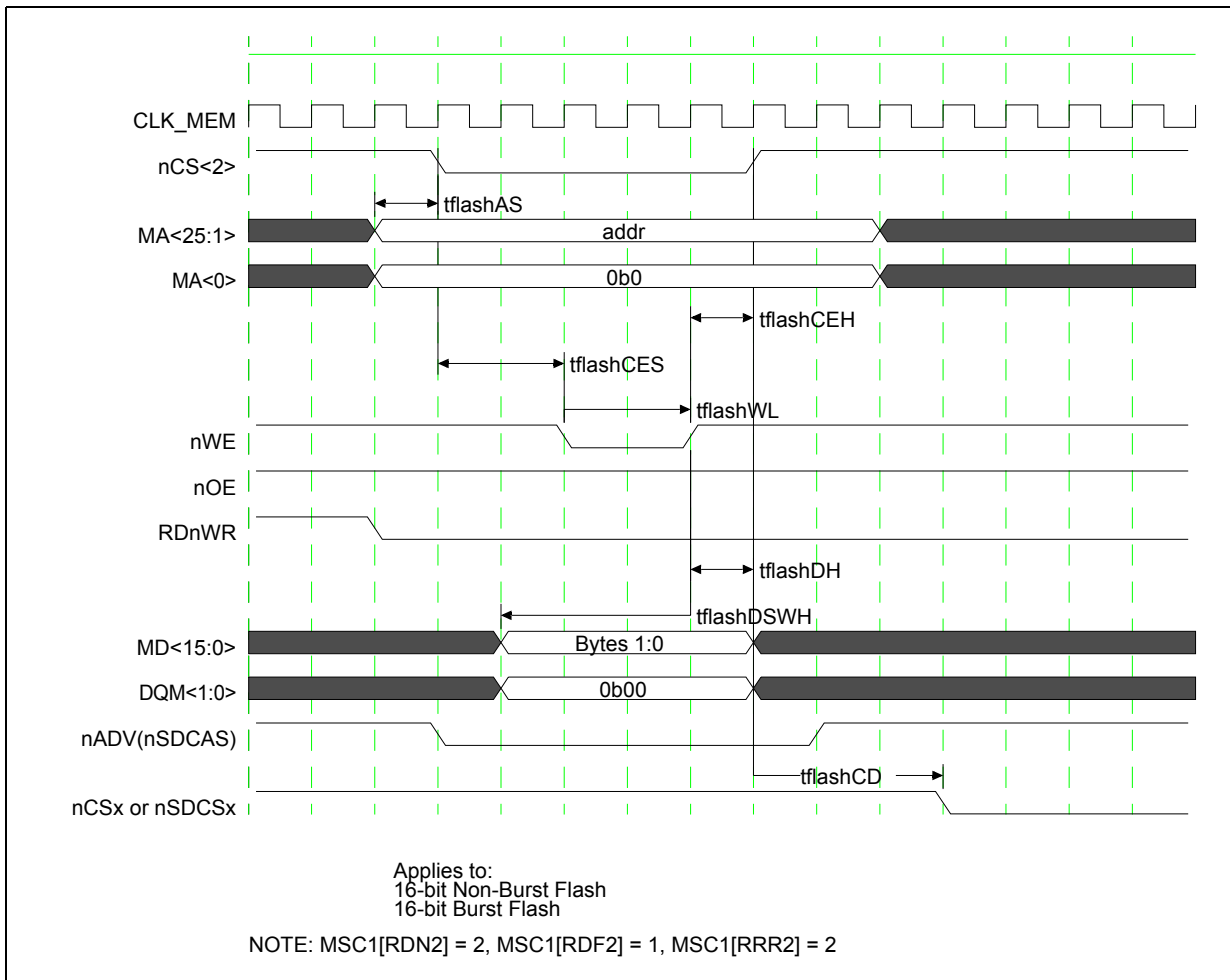 CLK_MEM
nCS<2>
tflashAS
MA<25:1>
addr
MA<0>
0b0
tflashCEH
tflashCES
tflashWL
nWE
nOE
RDnWR
tflashDH
tflashDSWH
MD<15:0>
Bytes 1:0
DQM<1:0>
0b00
nADV(nSDCAS)
tflashCD
nCSx or nSDCSx
Applies to:
16-bit Non-Burst Flash
16-bit Burst Flash
NOTE: MSC1[RDN2] = 2, MSC1[RDF2] = 1, MSC1[RRR2] = 2